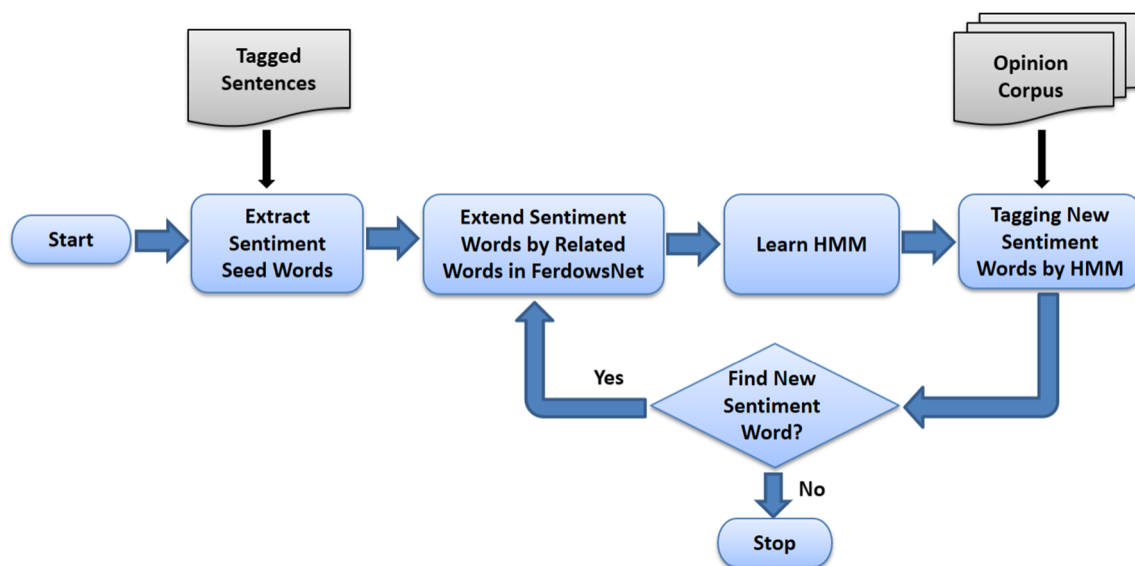 Tagged
Sentences
Opinion
Corpus
Start
Extract
Sentiment
Seed Words
Extend Sentiment
Words by Related
Words in FerdowsNet
Learn HMM
Tagging New
Sentiment
Words by HMM
Yes
Find New
Sentiment
Word?
No
Stop